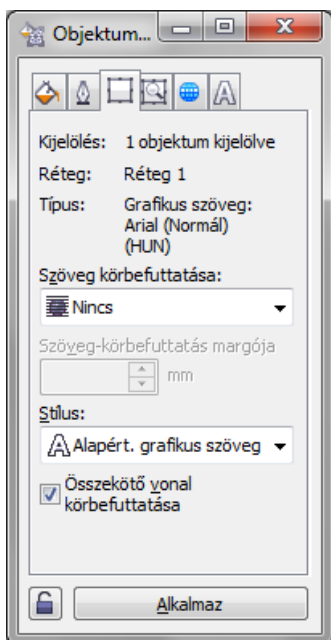 Objektum...
Kijelölés: 1 objektum kijelölve
Réteg: Réteg 1
Típus: Grafikus szöveg:
Arial (Normál)
(HUN)
Szöveg körbefuttatása:
Nincs
Szöveg-körbefuttatás margója
mm
Stílus:
Alapért. grafikus szöveg
Összekötő vonal
körbefuttatása
Alkalmaz